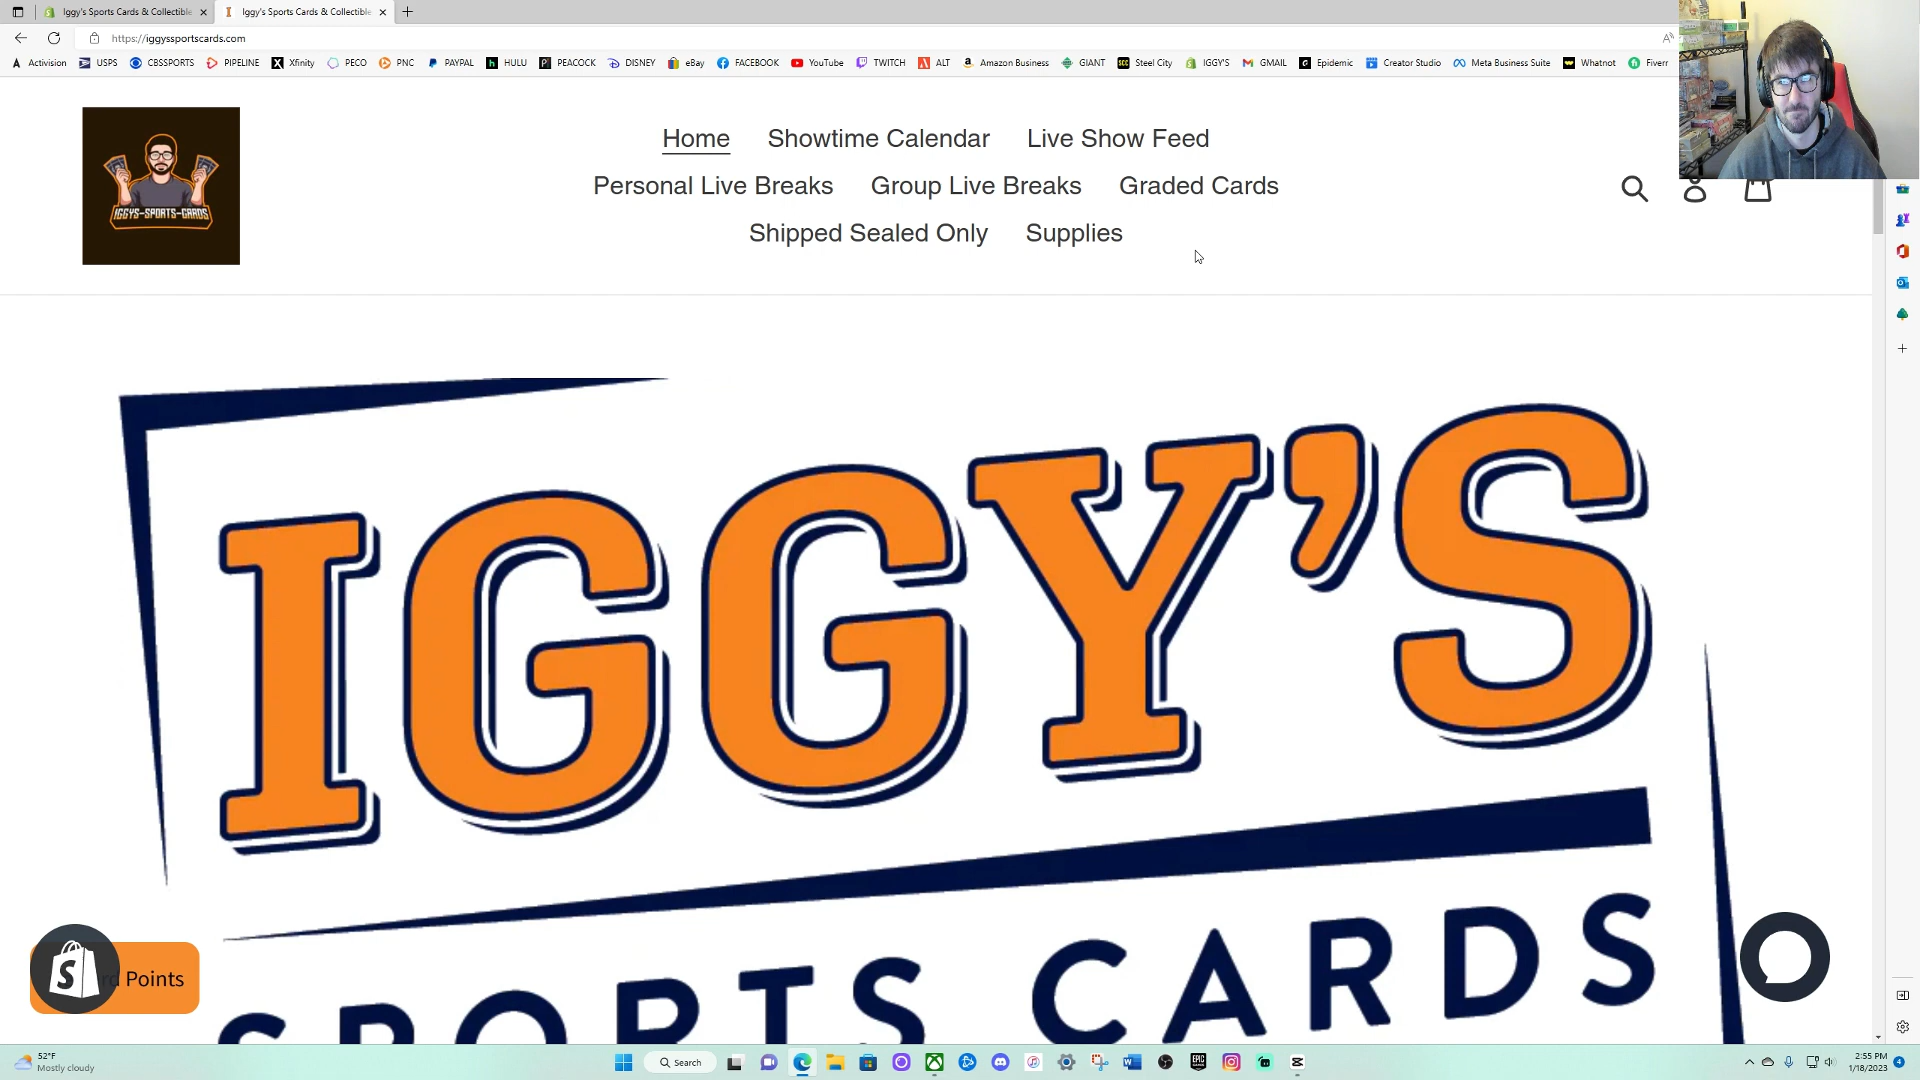 Iggy's Sports Cards & Collectible
Iggy's Sports Cards & Collectible
https://iggyssportscards.com
Activision USPS CBSSPORTS PIPELINE Xfinity PECO PNC PAYPAL HULU PEACOCK DISNEY eBay FACEBOOK YouTube TWITCH ALT Amazon Business GIANT Steel City IGGY'S GMAIL Epidemic Creator Studio Meta Business Suite Whatnot Fiverr
IGGYS-SPORTS-CARDS
Home Showtime Calendar Live Show Feed
Personal Live Breaks Group Live Breaks Graded Cards
Shipped Sealed Only Supplies
IGGY'S
SPORTS CARDS
Points
52°F
Mostly cloudy
Search
2:55 PM
1/18/2023
4